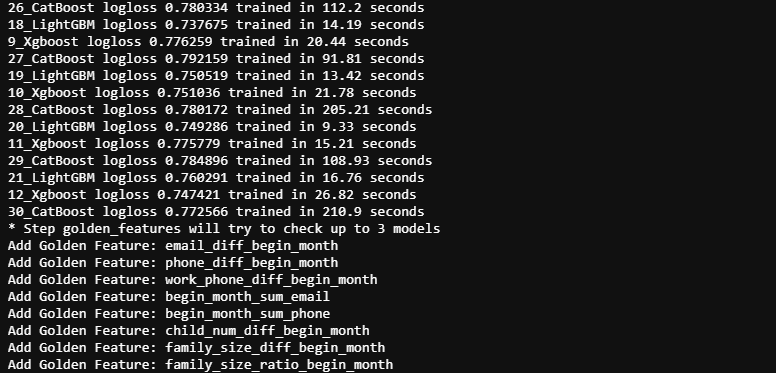 26_CatBoost logloss 0.780334 trained in 112.2 seconds
18_LightGBM logloss 0.737675 trained in 14.19 seconds
9_Xgboost logloss 0.776259 trained in 20.44 seconds
27_CatBoost logloss 0.792159 trained in 91.81 seconds
19_LightGBM logloss 0.750519 trained in 13.42 seconds
10_Xgboost logloss 0.751036 trained in 21.78 seconds
28_CatBoost logloss 0.780172 trained in 205.21 seconds
20_LightGBM logloss 0.749286 trained in 9.33 seconds
11_Xgboost logloss 0.775779 trained in 15.21 seconds
29_CatBoost logloss 0.784896 trained in 108.93 seconds
21_LightGBM logloss 0.760291 trained in 16.76 seconds
12_Xgboost logloss 0.747421 trained in 26.82 seconds
30_CatBoost logloss 0.772566 trained in 210.9 seconds
* Step golden_features will try to check up to 3 models
Add Golden Feature: email_diff_begin_month
Add Golden Feature: phone_diff_begin_month
Add Golden Feature: work_phone_diff_begin_month
Add Golden Feature: begin_month_sum_email
Add Golden Feature: begin_month_sum_phone
Add Golden Feature: child_num_diff_begin_month
Add Golden Feature: family_size_diff_begin_month
Add Golden Feature: family_size_ratio_begin_month